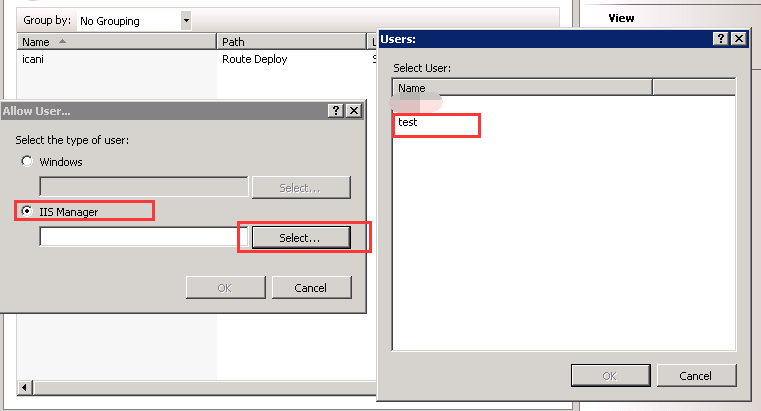 Group by: No Grouping
Name Path L
icani Route Deploy S
View
Allow User...
Select the type of user:
Windows
Select...
IIS Manager
Select...
OK Cancel
Users:
Select User:
Name
test
OK Cancel